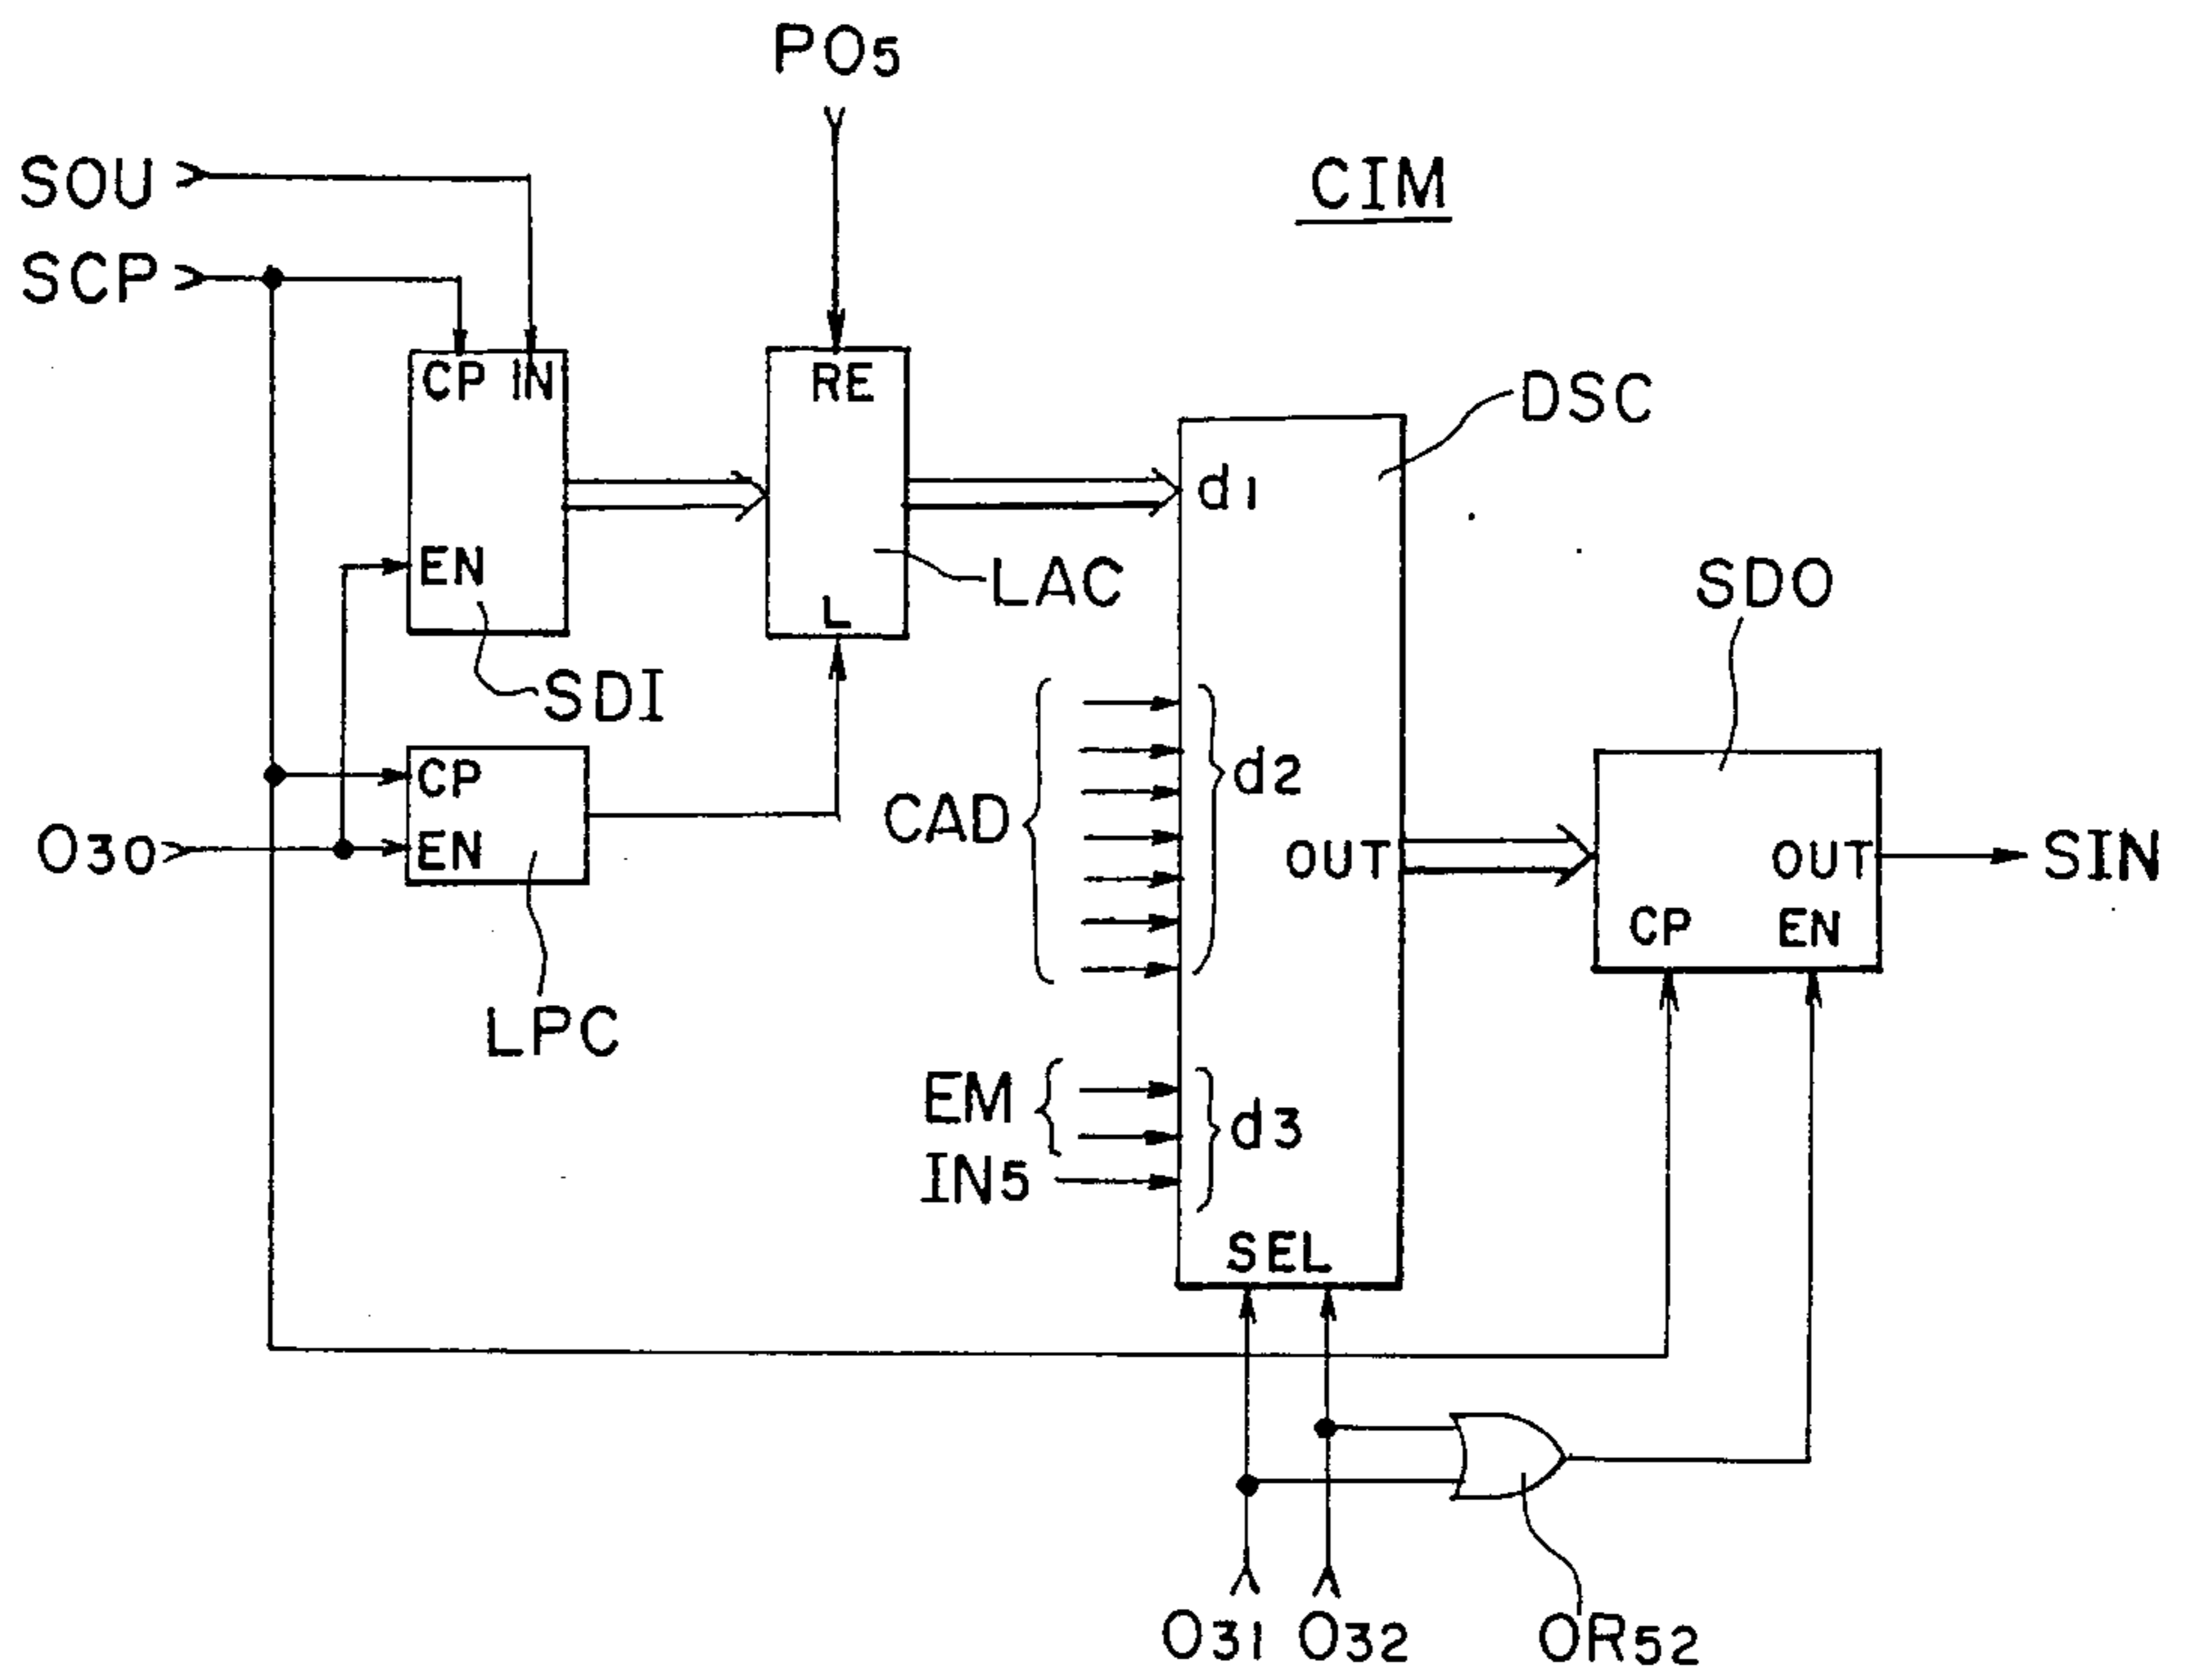 PO5
SOU
SCP
CIM
CP IN
RE
DSC
d1
EN
LAC
L
SDO
SDI
CP
d2
CAD
O30
EN
OUT
OUT
SIN
CP
EN
LPC
EM
d3
IN5
SEL
O31
O32
OR52